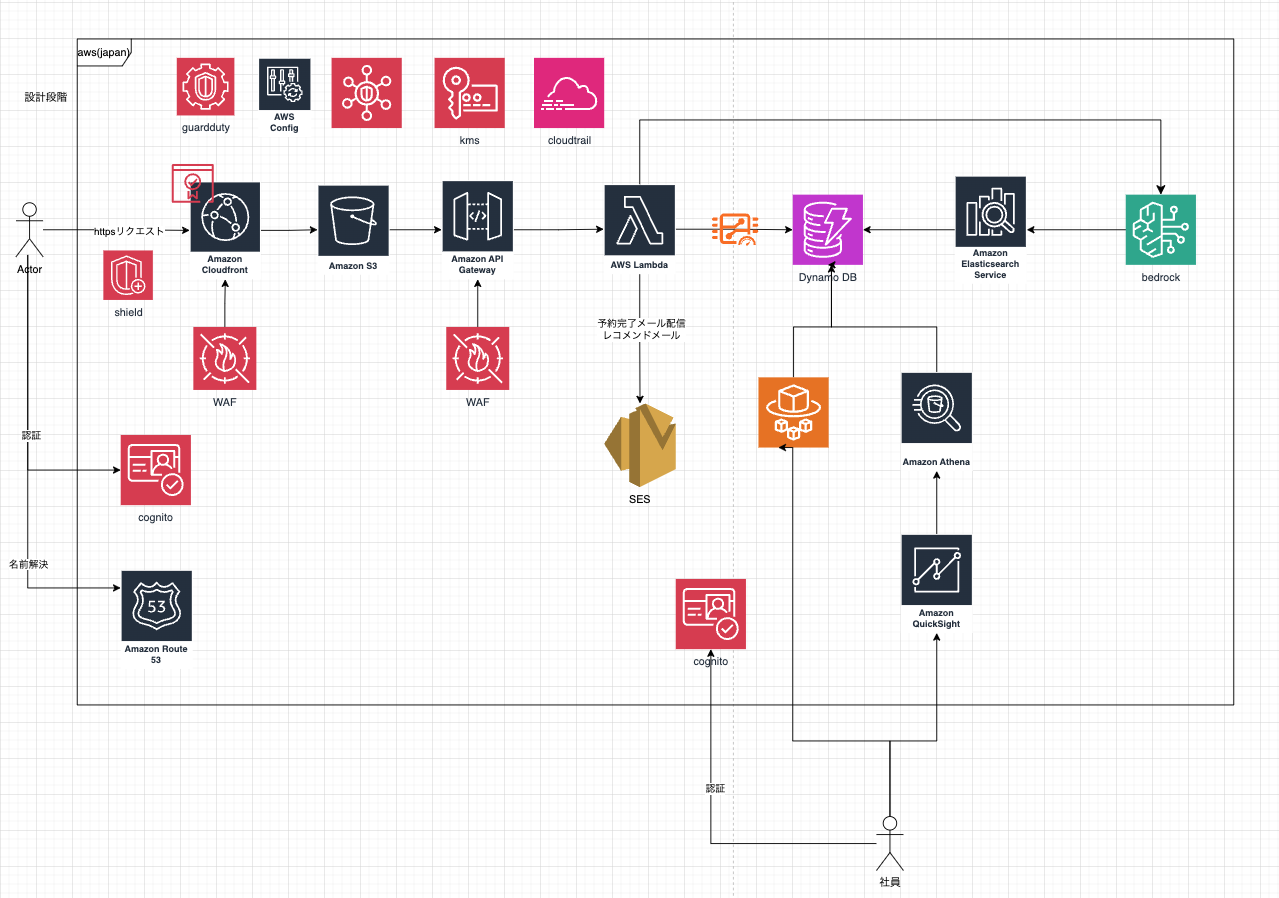 aws(japan)
設計段階
guardduty
AWS
Config
kms
cloudtrail
httpsリクエスト
Actor
Amazon
Cloudfront
Amazon S3
Amazon API
Gateway
AWS Lambda
Dynamo DB
Amazon
Elasticsearch
Service
bedrock
shield
予約完了メール配信
レコメンドメール
WAF
WAF
認証
cognito
SES
Amazon Athena
名前解決
53
Amazon Route
53
Amazon
QuickSight
cognito
認証
社員